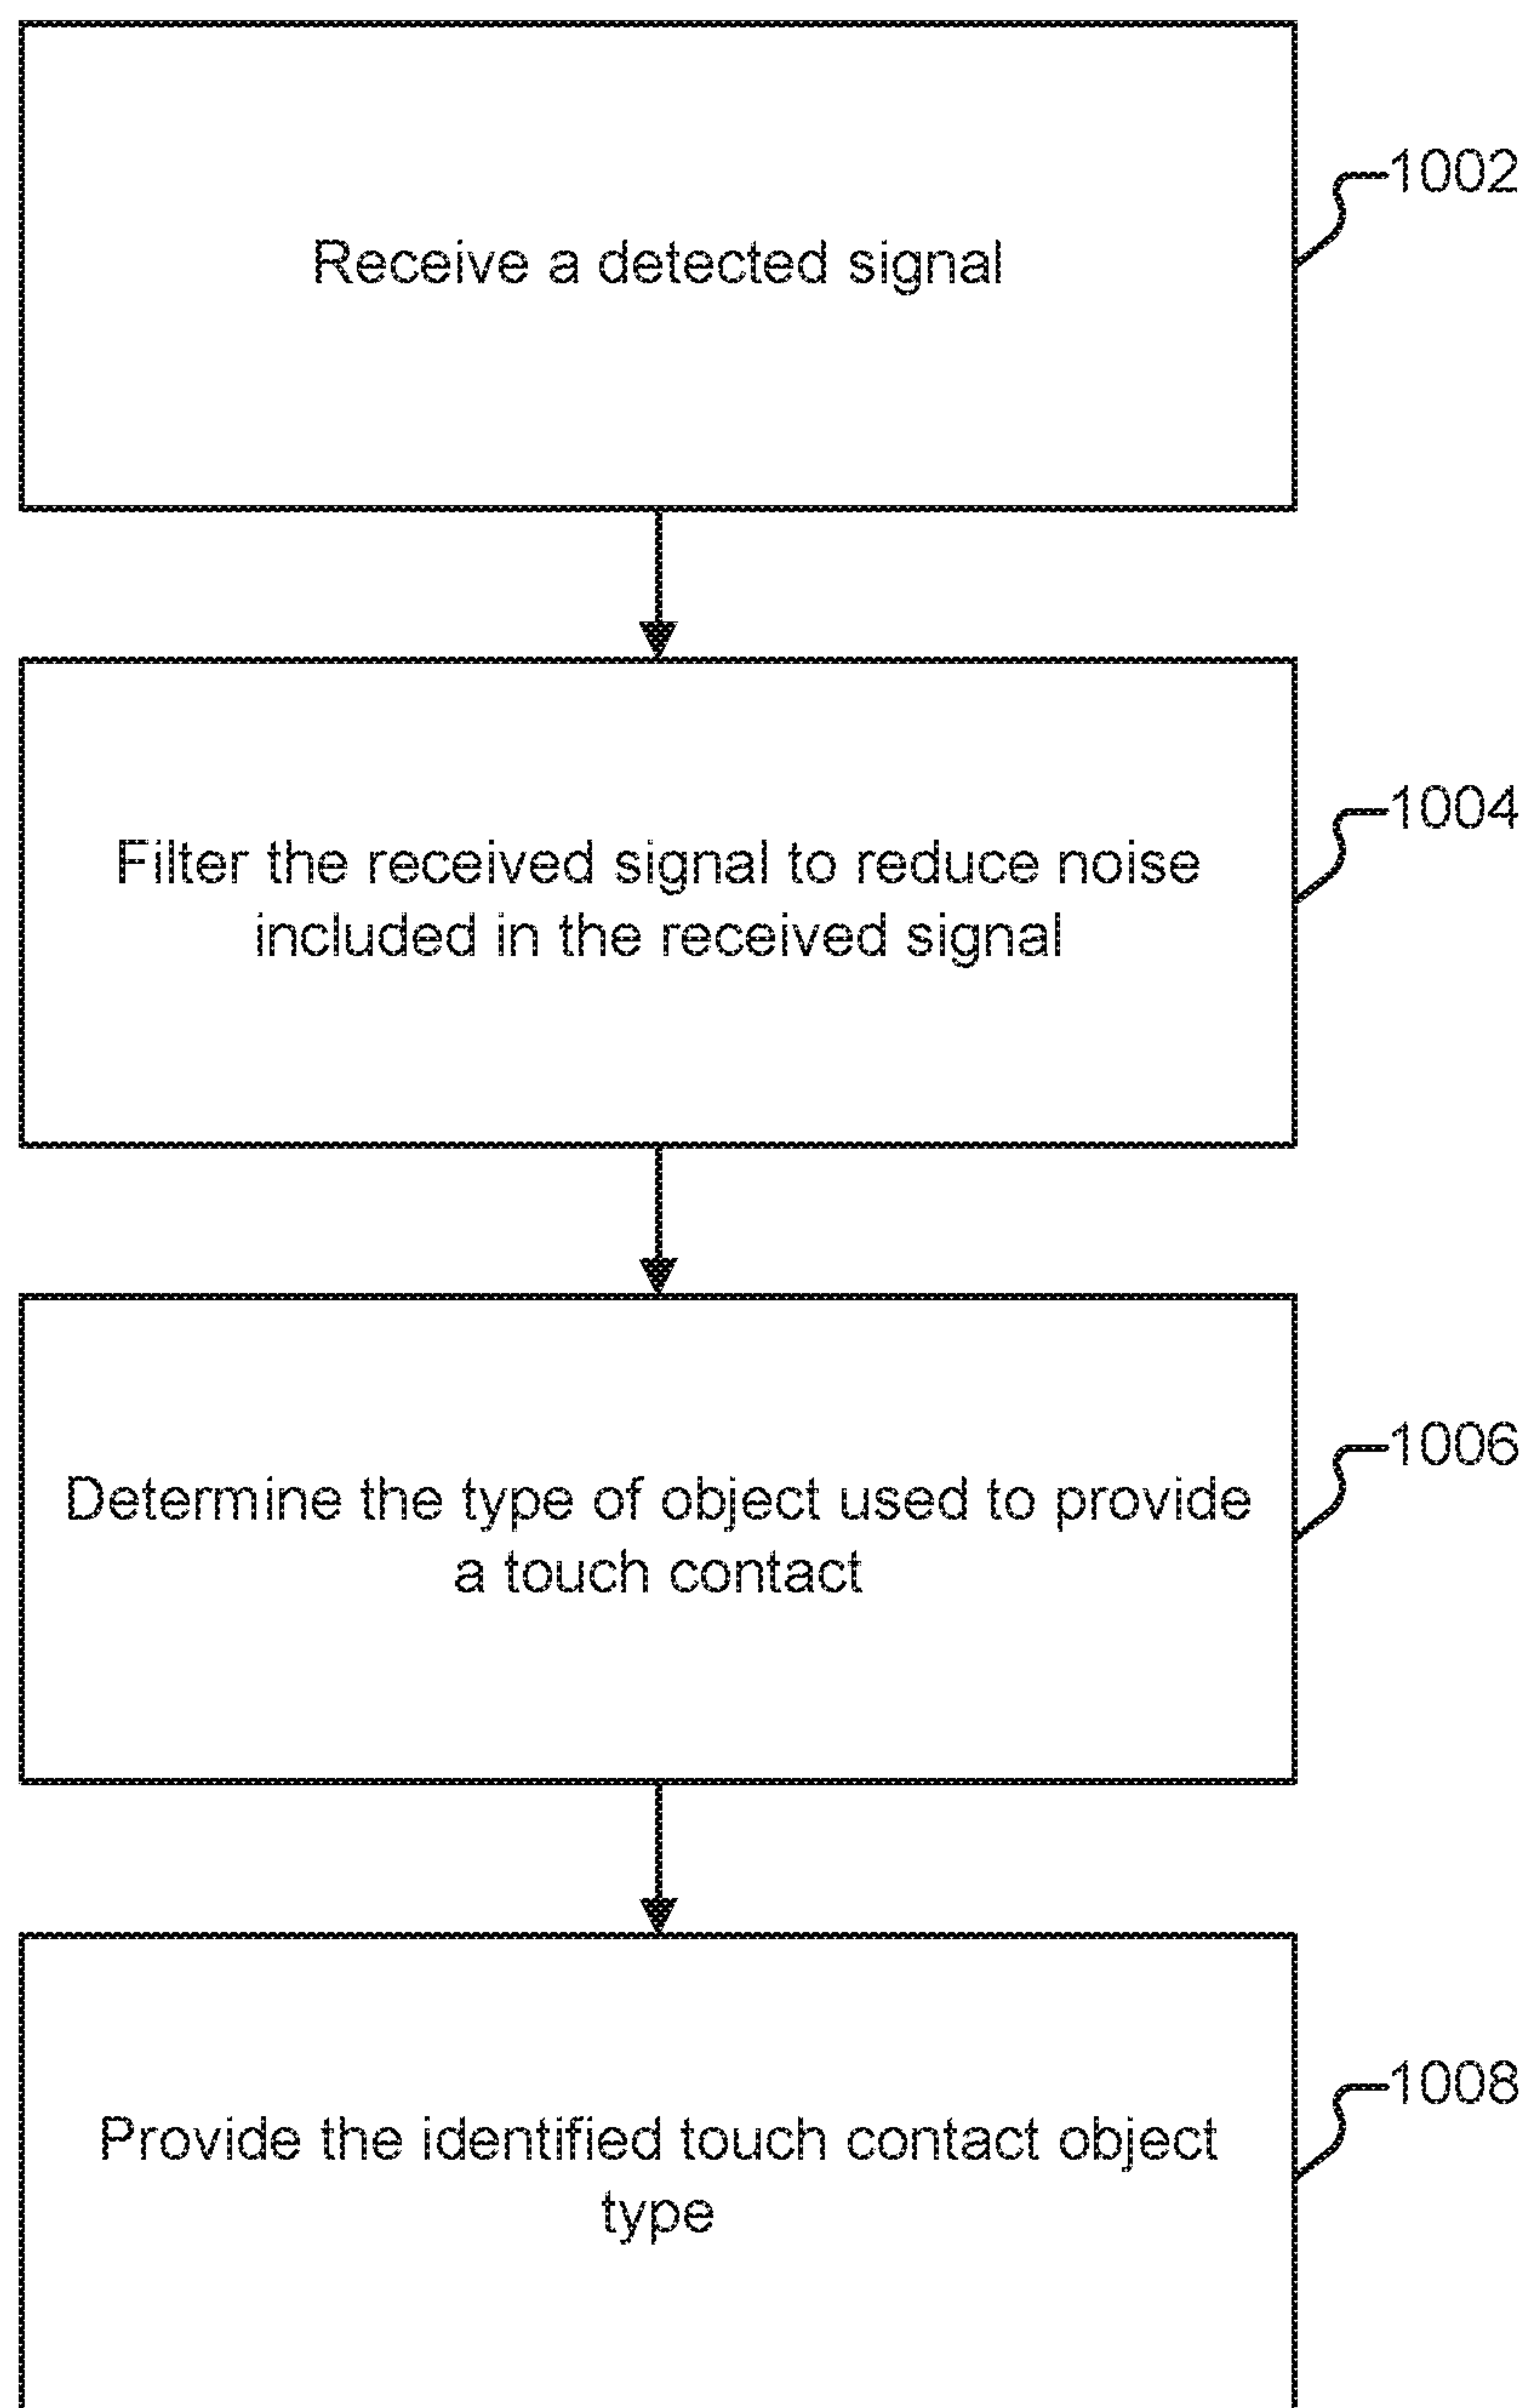 Receive a detected signal
1002
Filter the received signal to reduce noise
included in the received signal
1004
Determine the type of object used to provide
a touch contact
1006
Provide the identified touch contact object
type
1008